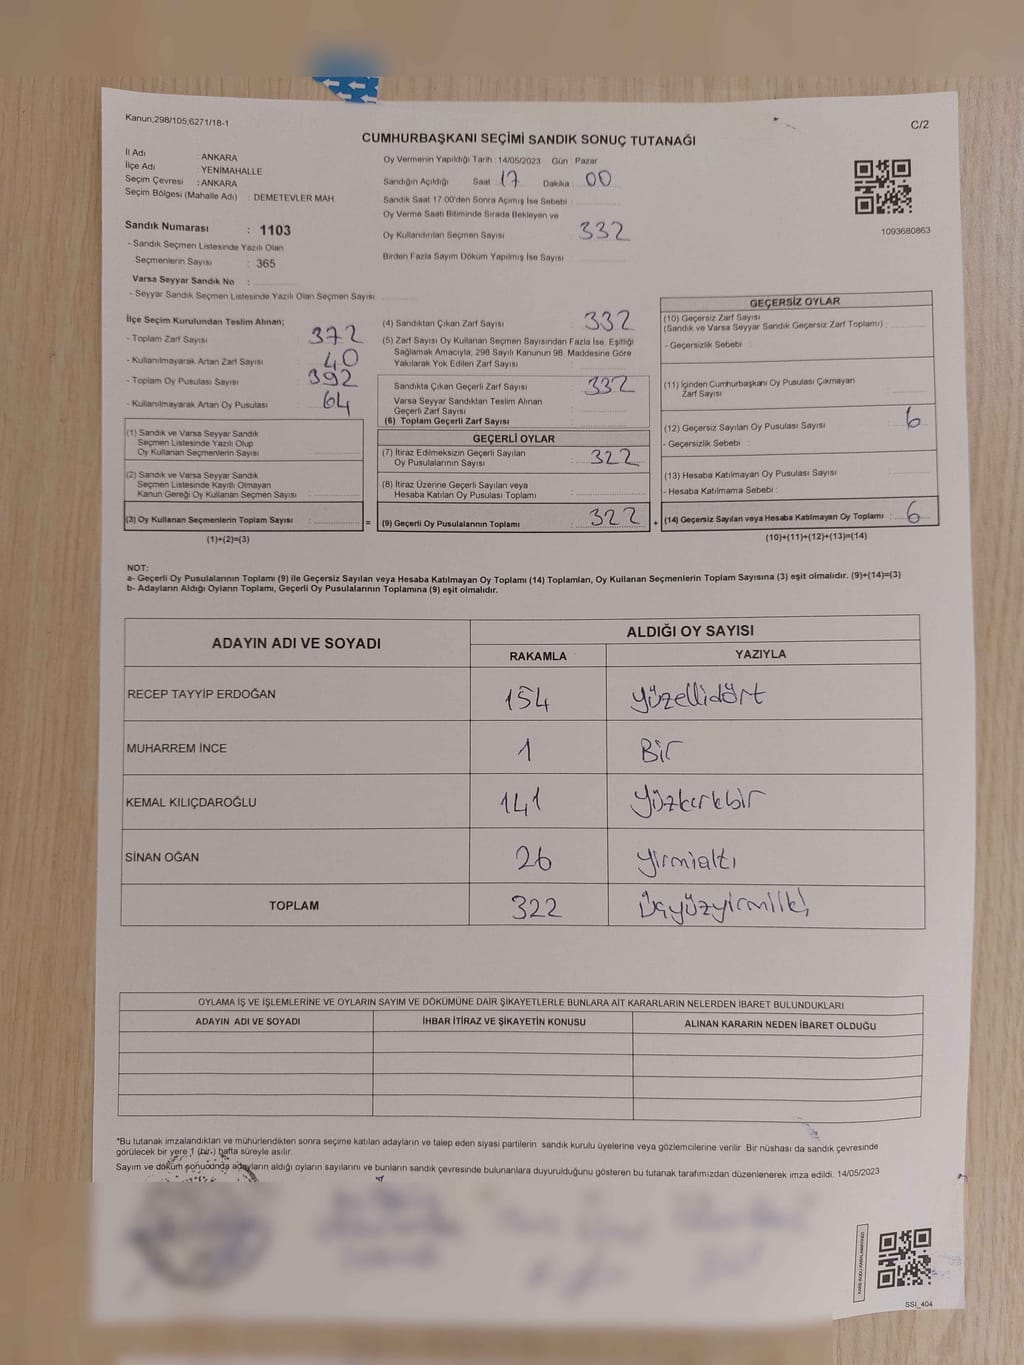 Kanun,298/105,6271/18-1
C/2
CUMHURBAŞKANI SEÇİMİ SANDIK SONUÇ TUTANAĞI
İl Adı : ANKARA
İlçe Adı : YENİMAHALLE
Seçim Çevresi : ANKARA
Seçim Bölgesi (Mahalle Adı) : DEMETEVLER MAH.
Sandık Numarası : 1103
- Sandık Seçmen Listesinde Yazılı Olan
Seçmenlerin Sayısı : 365
Varsa Seyyar Sandık No :
- Seyyar Sandık Seçmen Listesinde Yazılı Olan Seçmen Sayısı:
Oy Vermenin Yapıldığı Tarih :14/05/2023 Gün : Pazar
Sandığın Açıldığı Saat : 17 Dakika : 00
Sandık Saat 17.00'den Sonra Açımış İse Sebebi :
Oy Verme Saati Bitiminde Sırada Bekleyen ve
Oy Kullandırılan Seçmen Sayısı : 332
Birden Fazla Sayım Döküm Yapılmış İse Sayısı :
1093680863
İlçe Seçim Kurulundan Teslim Alınan;
- Toplam Zarf Sayısı : 372
- Kullanılmayarak Artan Zarf Sayısı : 40
- Toplam Oy Pusulası Sayısı : 392
- Kullanılmayarak Artan Oy Pusulası : 64
(1) Sandık ve Varsa Seyyar Sandık
Seçmen Listesinde Yazılı Olup
Oy Kullanan Seçmenlerin Sayısı :
(2) Sandık ve Varsa Seyyar Sandık
Seçmen Listesinde Kayıtlı Olmayan
Kanun Gereği Oy Kullanan Seçmen Sayısı :
(3) Oy Kullanan Seçmenlerin Toplam Sayısı : =
(1)+(2)=(3)
(4) Sandıktan Çıkan Zarf Sayısı : 332
(5) Zarf Sayısı Oy Kullanan Seçmen Sayısından Fazla İse, Eşitliği
Sağlamak Amacıyla, 298 Sayılı Kanunun 98. Maddesine Göre
Yakılarak Yok Edilen Zarf Sayısı :
Sandıkta Çıkan Geçerli Zarf Sayısı : 332
Varsa Seyyar Sandıktan Teslim Alınan
Geçerli Zarf Sayısı :
(6) Toplam Geçerli Zarf Sayısı :
GEÇERLİ OYLAR
(7) İtiraz Edilmeksizin Geçerli Sayılan
Oy Pusulalarının Sayısı : 322
(8) İtiraz Üzerine Geçerli Sayılan veya
Hesaba Katılan Oy Pusulası Toplamı :
(9) Geçerli Oy Pusulalarının Toplamı : 322 +
GEÇERSİZ OYLAR
(10) Geçersiz Zarf Sayısı
(Sandık ve Varsa Seyyar Sandık Geçersiz Zarf Toplamı) :
- Geçersizlik Sebebi :
(11) İçinden Cumhurbaşkanı Oy Pusulası Çıkmayan
Zarf Sayısı :
(12) Geçersiz Sayılan Oy Pusulası Sayısı : 6
- Geçersizlik Sebebi :
(13) Hesaba Katılmayan Oy Pusulası Sayısı :
- Hesaba Katılmama Sebebi :
(14) Geçersiz Sayılan veya Hesaba Katılmayan Oy Toplamı : 6
(10)+(11)+(12)+(13)=(14)
NOT:
a- Geçerli Oy Pusulalarının Toplamı (9) ile Geçersiz Sayılan veya Hesaba Katılmayan Oy Toplamı (14) Toplamları, Oy Kullanan Seçmenlerin Toplam Sayısına (3) eşit olmalıdır. (9)+(14)=(3)
b- Adayların Aldığı Oyların Toplamı, Geçerli Oy Pusulalarının Toplamına (9) eşit olmalıdır.
ADAYIN ADI VE SOYADI
ALDIĞI OY SAYISI
RAKAMLA YAZIYLA
RECEP TAYYİP ERDOĞAN 154 Yüzellidört
MUHARREM İNCE 1 Bir
KEMAL KILIÇDAROĞLU 141 Yüzkırkbir
SİNAN OĞAN 26 Yirmialtı
TOPLAM 322 Üçyüzyirmiiki
OYLAMA İŞ VE İŞLEMLERİNE VE OYLARIN SAYIM VE DÖKÜMÜNE DAİR ŞİKAYETLERLE BUNLARA AİT KARARLARIN NELERDEN İBARET BULUNDUKLARI
ADAYIN ADI VE SOYADI İHBAR İTİRAZ VE ŞİKAYETİN KONUSU ALINAN KARARIN NEDEN İBARET OLDUĞU
*Bu tutanak imzalandıktan ve mühürlendikten sonra seçime katılan adayların ve talep eden siyasi partilerin sandık kurulu üyelerine veya gözlemcilerine verilir. Bir nüshası da sandık çevresinde
görülecek bir yere 1 (bir.) hafta süreyle asılır.
Sayım ve döküm sonucunda adayların aldığı oyların sayılarını ve bunların sandık çevresinde bulunanlara duyurulduğunu gösteren bu tutanak tarafımızdan düzenlenerek imza edildi. 14/05/2023
SSİ_404